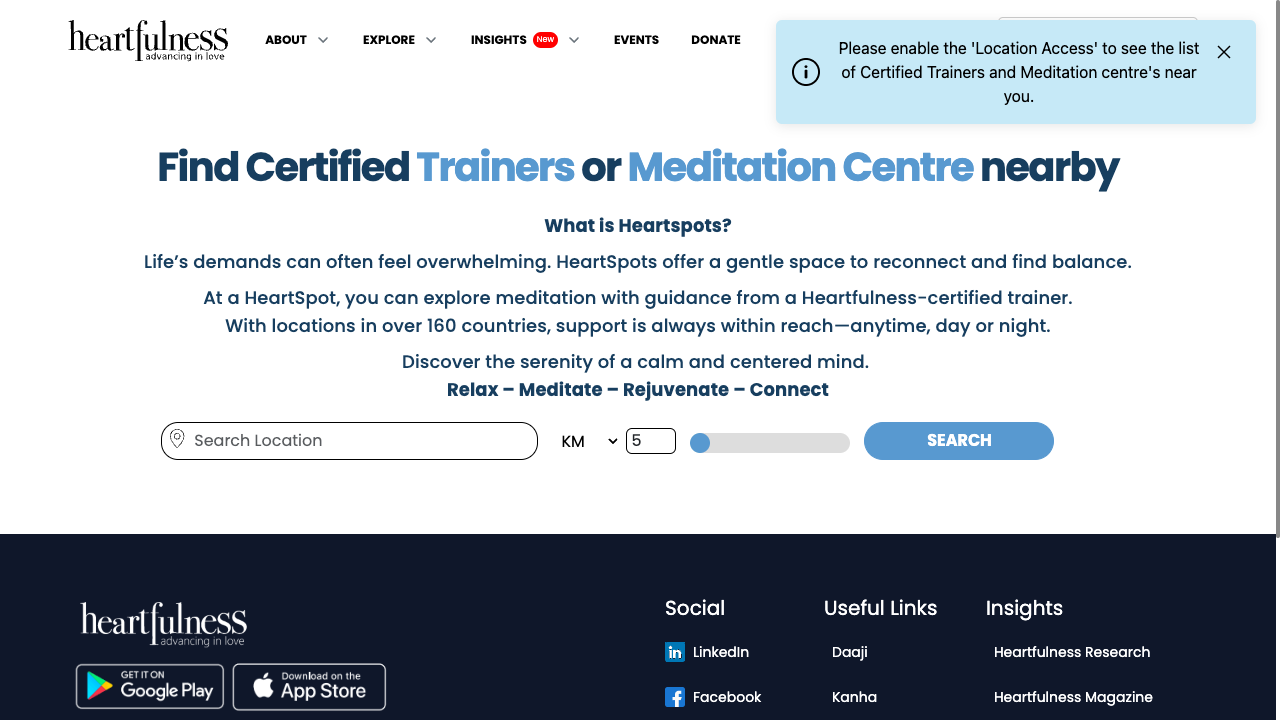 heartfulness
advancing in love
ABOUT
EXPLORE
INSIGHTS New
EVENTS
DONATE
Please enable the 'Location Access' to see the list
of Certified Trainers and Meditation centre's near
you.
Find Certified Trainers or Meditation Centre nearby
What is Heartspots?
Life’s demands can often feel overwhelming. HeartSpots offer a gentle space to reconnect and find balance.
At a HeartSpot, you can explore meditation with guidance from a Heartfulness-certified trainer.
With locations in over 160 countries, support is always within reach—anytime, day or night.
Discover the serenity of a calm and centered mind.
Relax – Meditate – Rejuvenate – Connect
Search Location
KM
5
SEARCH
heartfulness
advancing in love
GET IT ON
Google Play
Download on the
App Store
Social
LinkedIn
Facebook
Useful Links
Daaji
Kanha
Insights
Heartfulness Research
Heartfulness Magazine